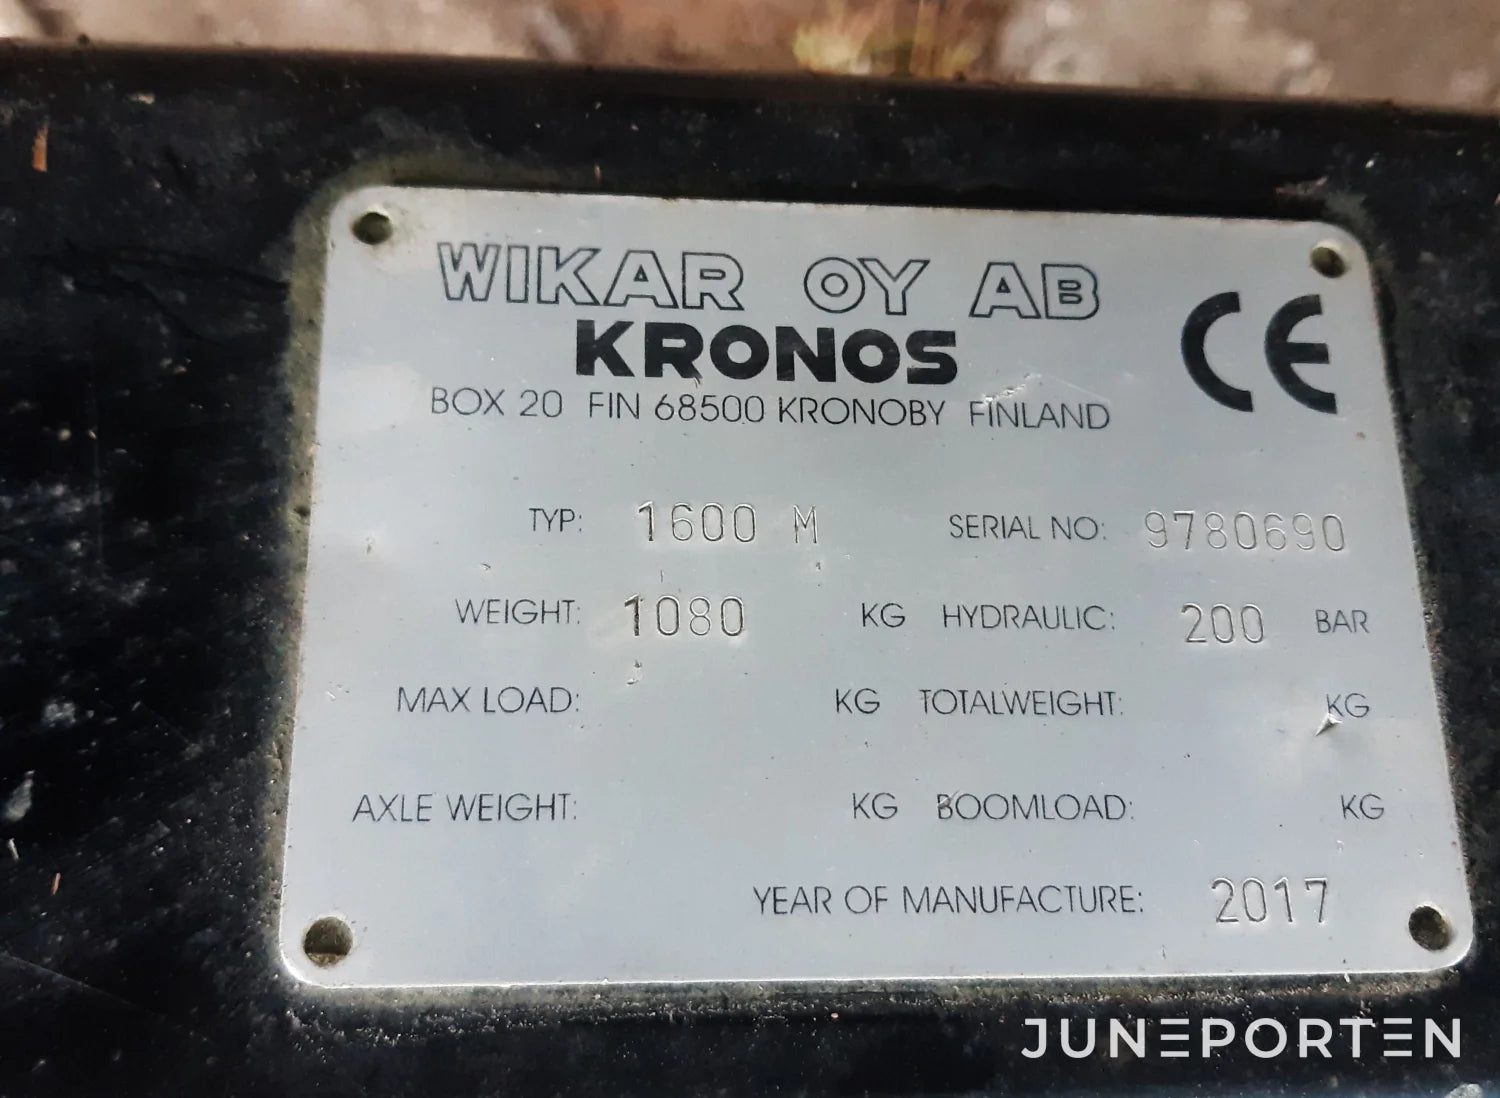 WIKAR OY AB
KRONOS
CE
BOX 20 FIN 68500 KRONOBY FINLAND
TYP: 1600 M SERIAL NO: 9780690
WEIGHT: 1080 KG HYDRAULIC: 200 BAR
MAX LOAD: KG TOTALWEIGHT: KG
AXLE WEIGHT: KG BOOMLOAD: KG
YEAR OF MANUFACTURE: 2017
JUNEPORTEN